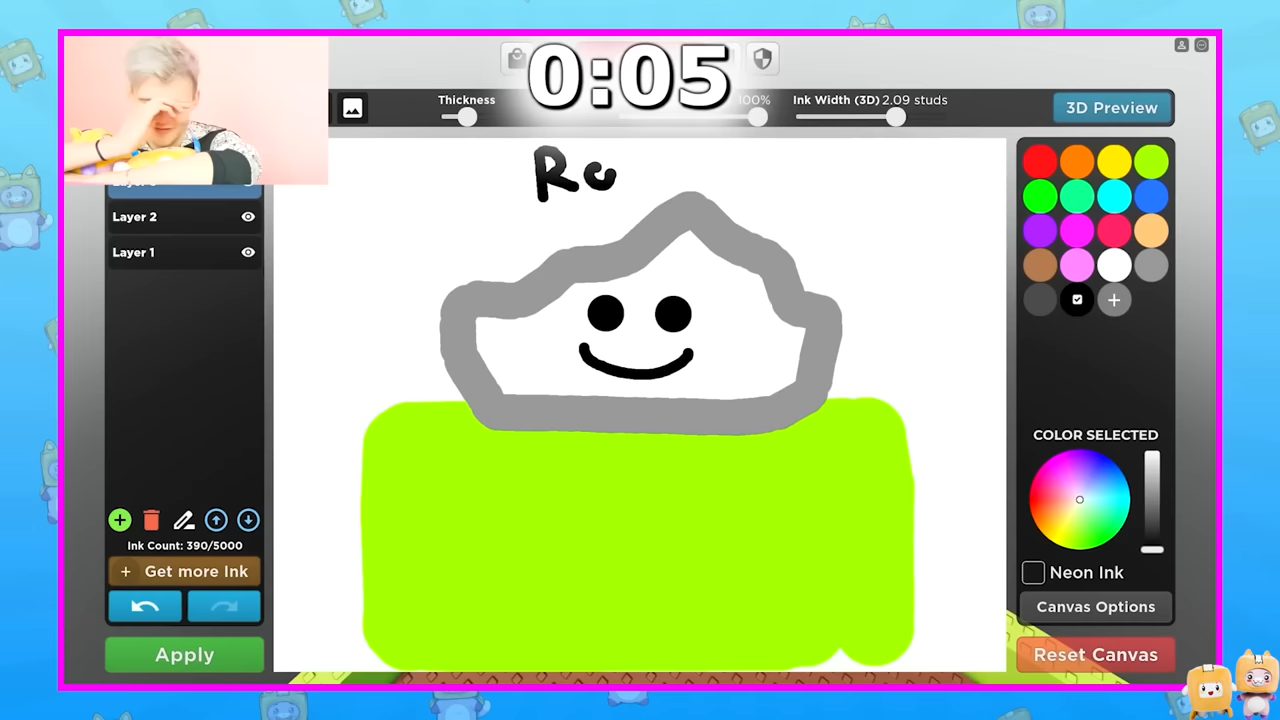 0:05
Thickness
100%
Ink Width (3D) 2.09 studs
3D Preview
Layer 2
Layer 1
Ro
COLOR SELECTED
Ink Count: 390/5000
+ Get more Ink
Neon Ink
Canvas Options
Apply
Reset Canvas